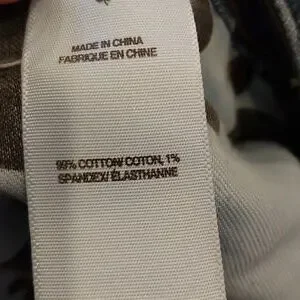 MADE IN CHINA
FABRIQUE EN CHINE
99% COTTON/ COTON, 1%
SPANDEX/ ÉLASTHANNE